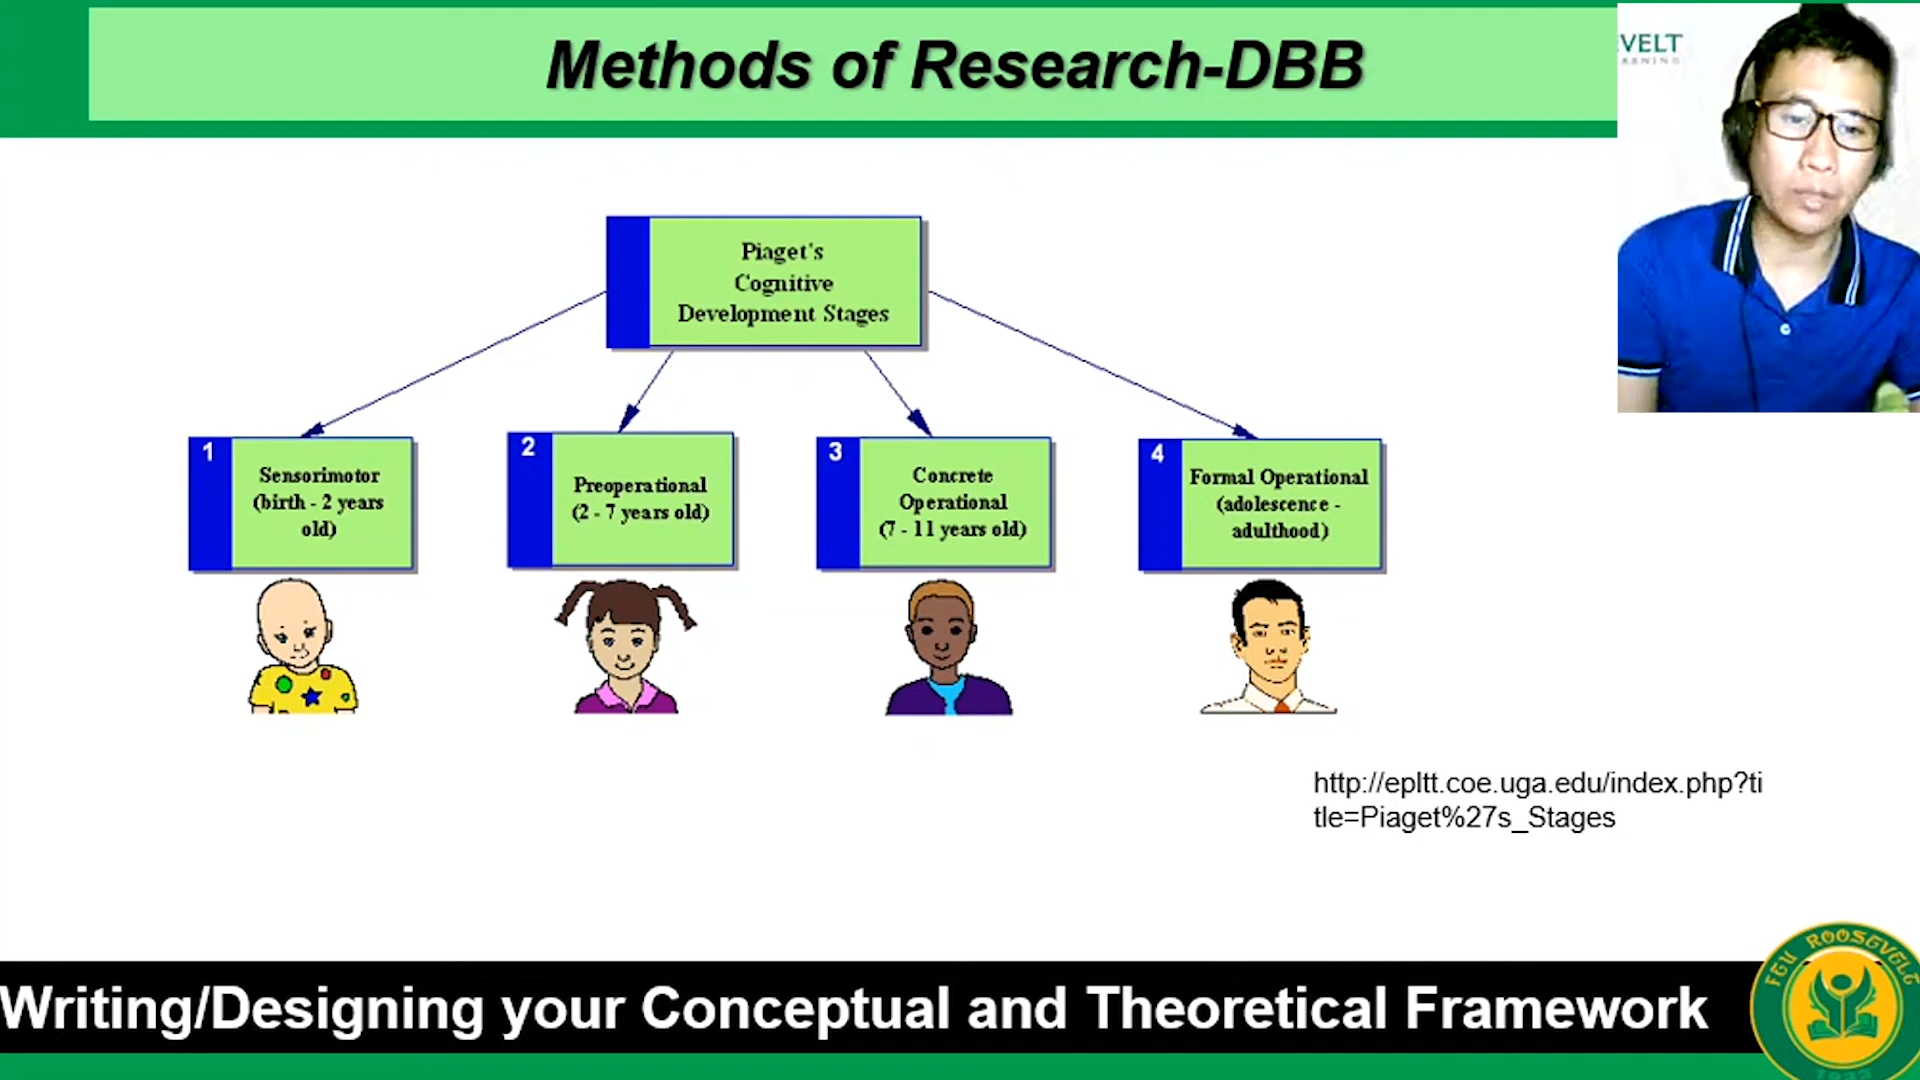 Methods of Research-DBB
VELT
Piaget's
Cognitive
Development Stages
1
Sensorimotor
(birth - 2 years
old)
2
Preoperational
(2 - 7 years old)
3
Concrete
Operational
(7 - 11 years old)
4
Formal Operational
(adolescence -
adulthood)
http://epltt.coe.uga.edu/index.php?ti
tle=Piaget%27s_Stages
Writing/Designing your Conceptual and Theoretical Framework
FEU ROOSEVELT